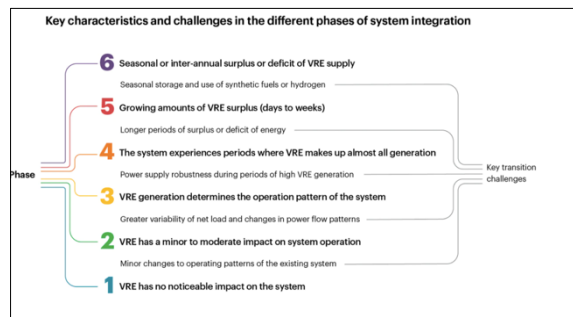 Key characteristics and challenges in the different phases of system integration
6 Seasonal or inter-annual surplus or deficit of VRE supply
Seasonal storage and use of synthetic fuels or hydrogen
5 Growing amounts of VRE surplus (days to weeks)
Longer periods of surplus or deficit of energy
4 The system experiences periods where VRE makes up almost all generation
Power supply robustness during periods of high VRE generation
3 VRE generation determines the operation pattern of the system
Greater variability of net load and changes in power flow patterns
2 VRE has a minor to moderate impact on system operation
Minor changes to operating patterns of the existing system
1 VRE has no noticeable impact on the system
Phase
Key transition
challenges